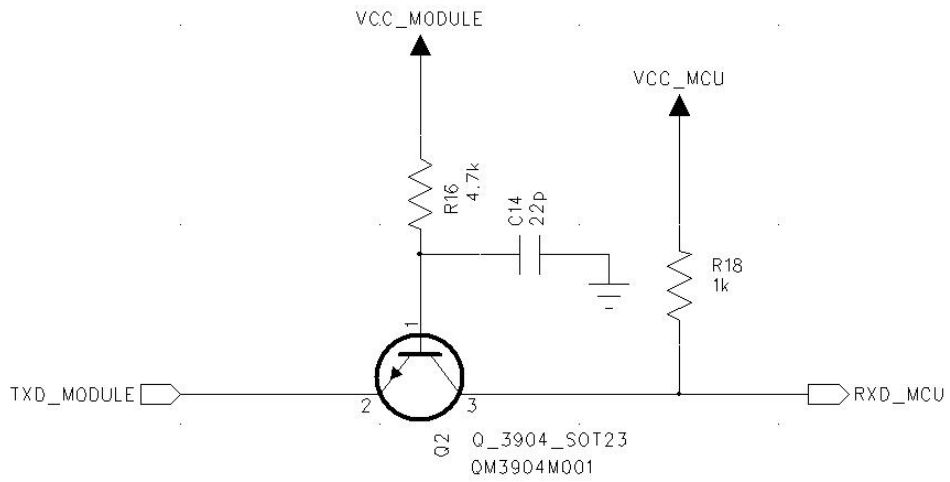 VCC_MODULE
VCC_MCU
R16
4.7k
C14
22p
R18
1k
1
TXD_MODULE
2
3
RXD_MCU
Q2
Q_3904_SOT23
QM3904M001